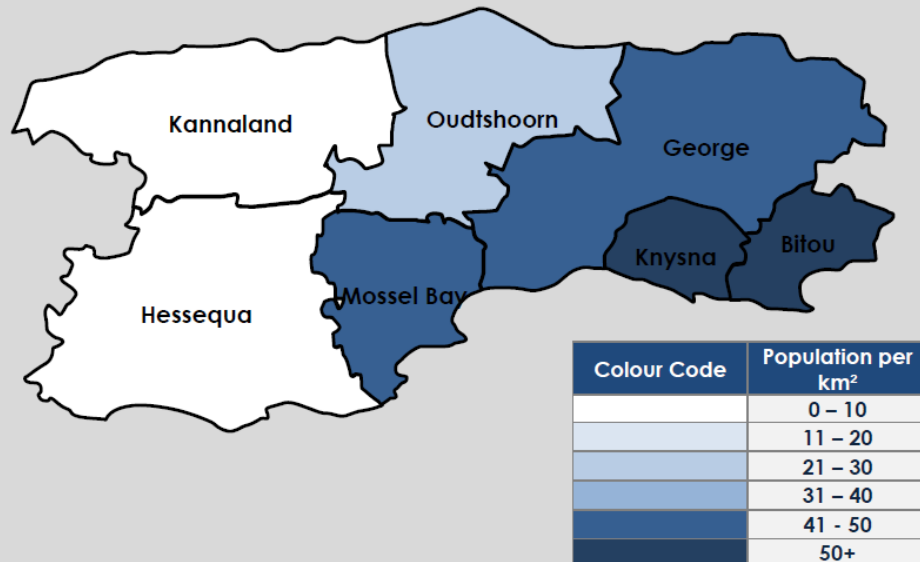 Kannaland
Oudtshoorn
George
Knysna
Bitou
Mossel Bay
Hessequa
Colour Code
Population per
km²
0 – 10
11 – 20
21 – 30
31 – 40
41 - 50
50+